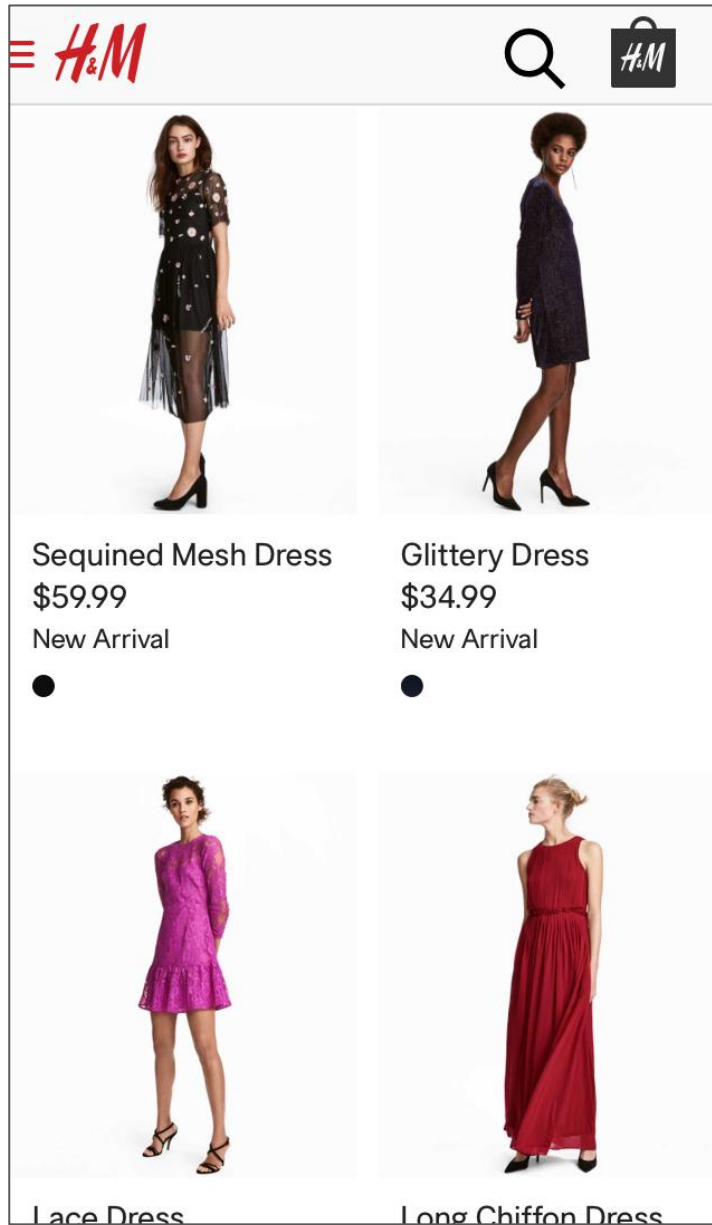 H&M
H&M
Sequined Mesh Dress
$59.99
New Arrival
Glittery Dress
$34.99
New Arrival
Lace Dress
Long Chiffon Dress